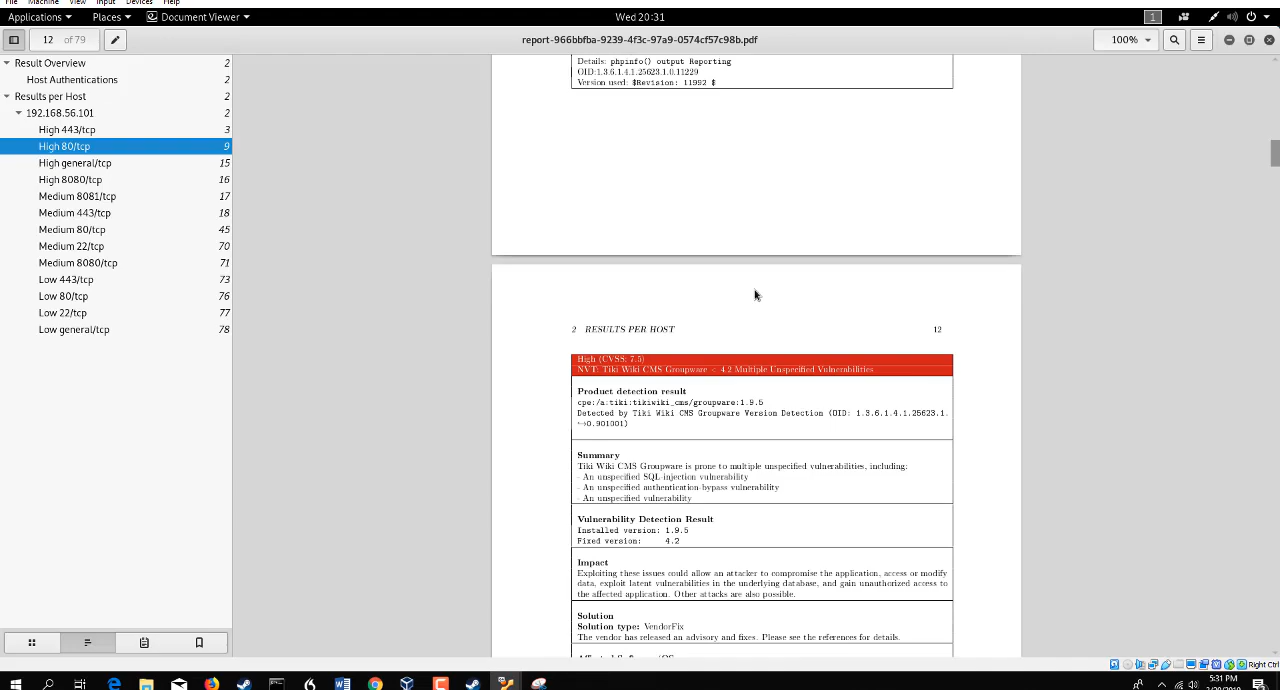 File Machine View Input Devices Help
Applications Places Document Viewer Wed 20:31 1
12 of 79 report-966bbfba-9239-4f3c-97a9-0574cf57c98b.pdf 100%
Result Overview 2
Host Authentications 2
Results per Host 2
192.168.56.101 2
High 443/tcp 3
High 80/tcp 9
High general/tcp 15
High 8080/tcp 16
Medium 8081/tcp 17
Medium 443/tcp 18
Medium 80/tcp 45
Medium 22/tcp 70
Medium 8080/tcp 71
Low 443/tcp 73
Low 80/tcp 76
Low 22/tcp 77
Low general/tcp 78
Details: phpinfo() output Reporting
OID:1.3.6.1.4.1.25623.1.0.11229
Version used: $Revision: 11992 $
2 RESULTS PER HOST 12
High (CVSS: 7.5)
NVT: Tiki Wiki CMS Groupware < 4.2 Multiple Unspecified Vulnerabilities
Product detection result
cpe:/a:tiki:tikiwiki_cms/groupware:1.9.5
Detected by Tiki Wiki CMS Groupware Version Detection (OID: 1.3.6.1.4.1.25623.1.
↪0.901001)
Summary
Tiki Wiki CMS Groupware is prone to multiple unspecified vulnerabilities, including:
- An unspecified SQL-injection vulnerability
- An unspecified authentication-bypass vulnerability
- An unspecified vulnerability
Vulnerability Detection Result
Installed version: 1.9.5
Fixed version: 4.2
Impact
Exploiting these issues could allow an attacker to compromise the application, access or modify
data, exploit latent vulnerabilities in the underlying database, and gain unauthorized access to
the affected application. Other attacks are also possible.
Solution
Solution type: VendorFix
The vendor has released an advisory and fixes. Please see the references for details.
Affected Software/OS
Right Ctrl
5:31 PM